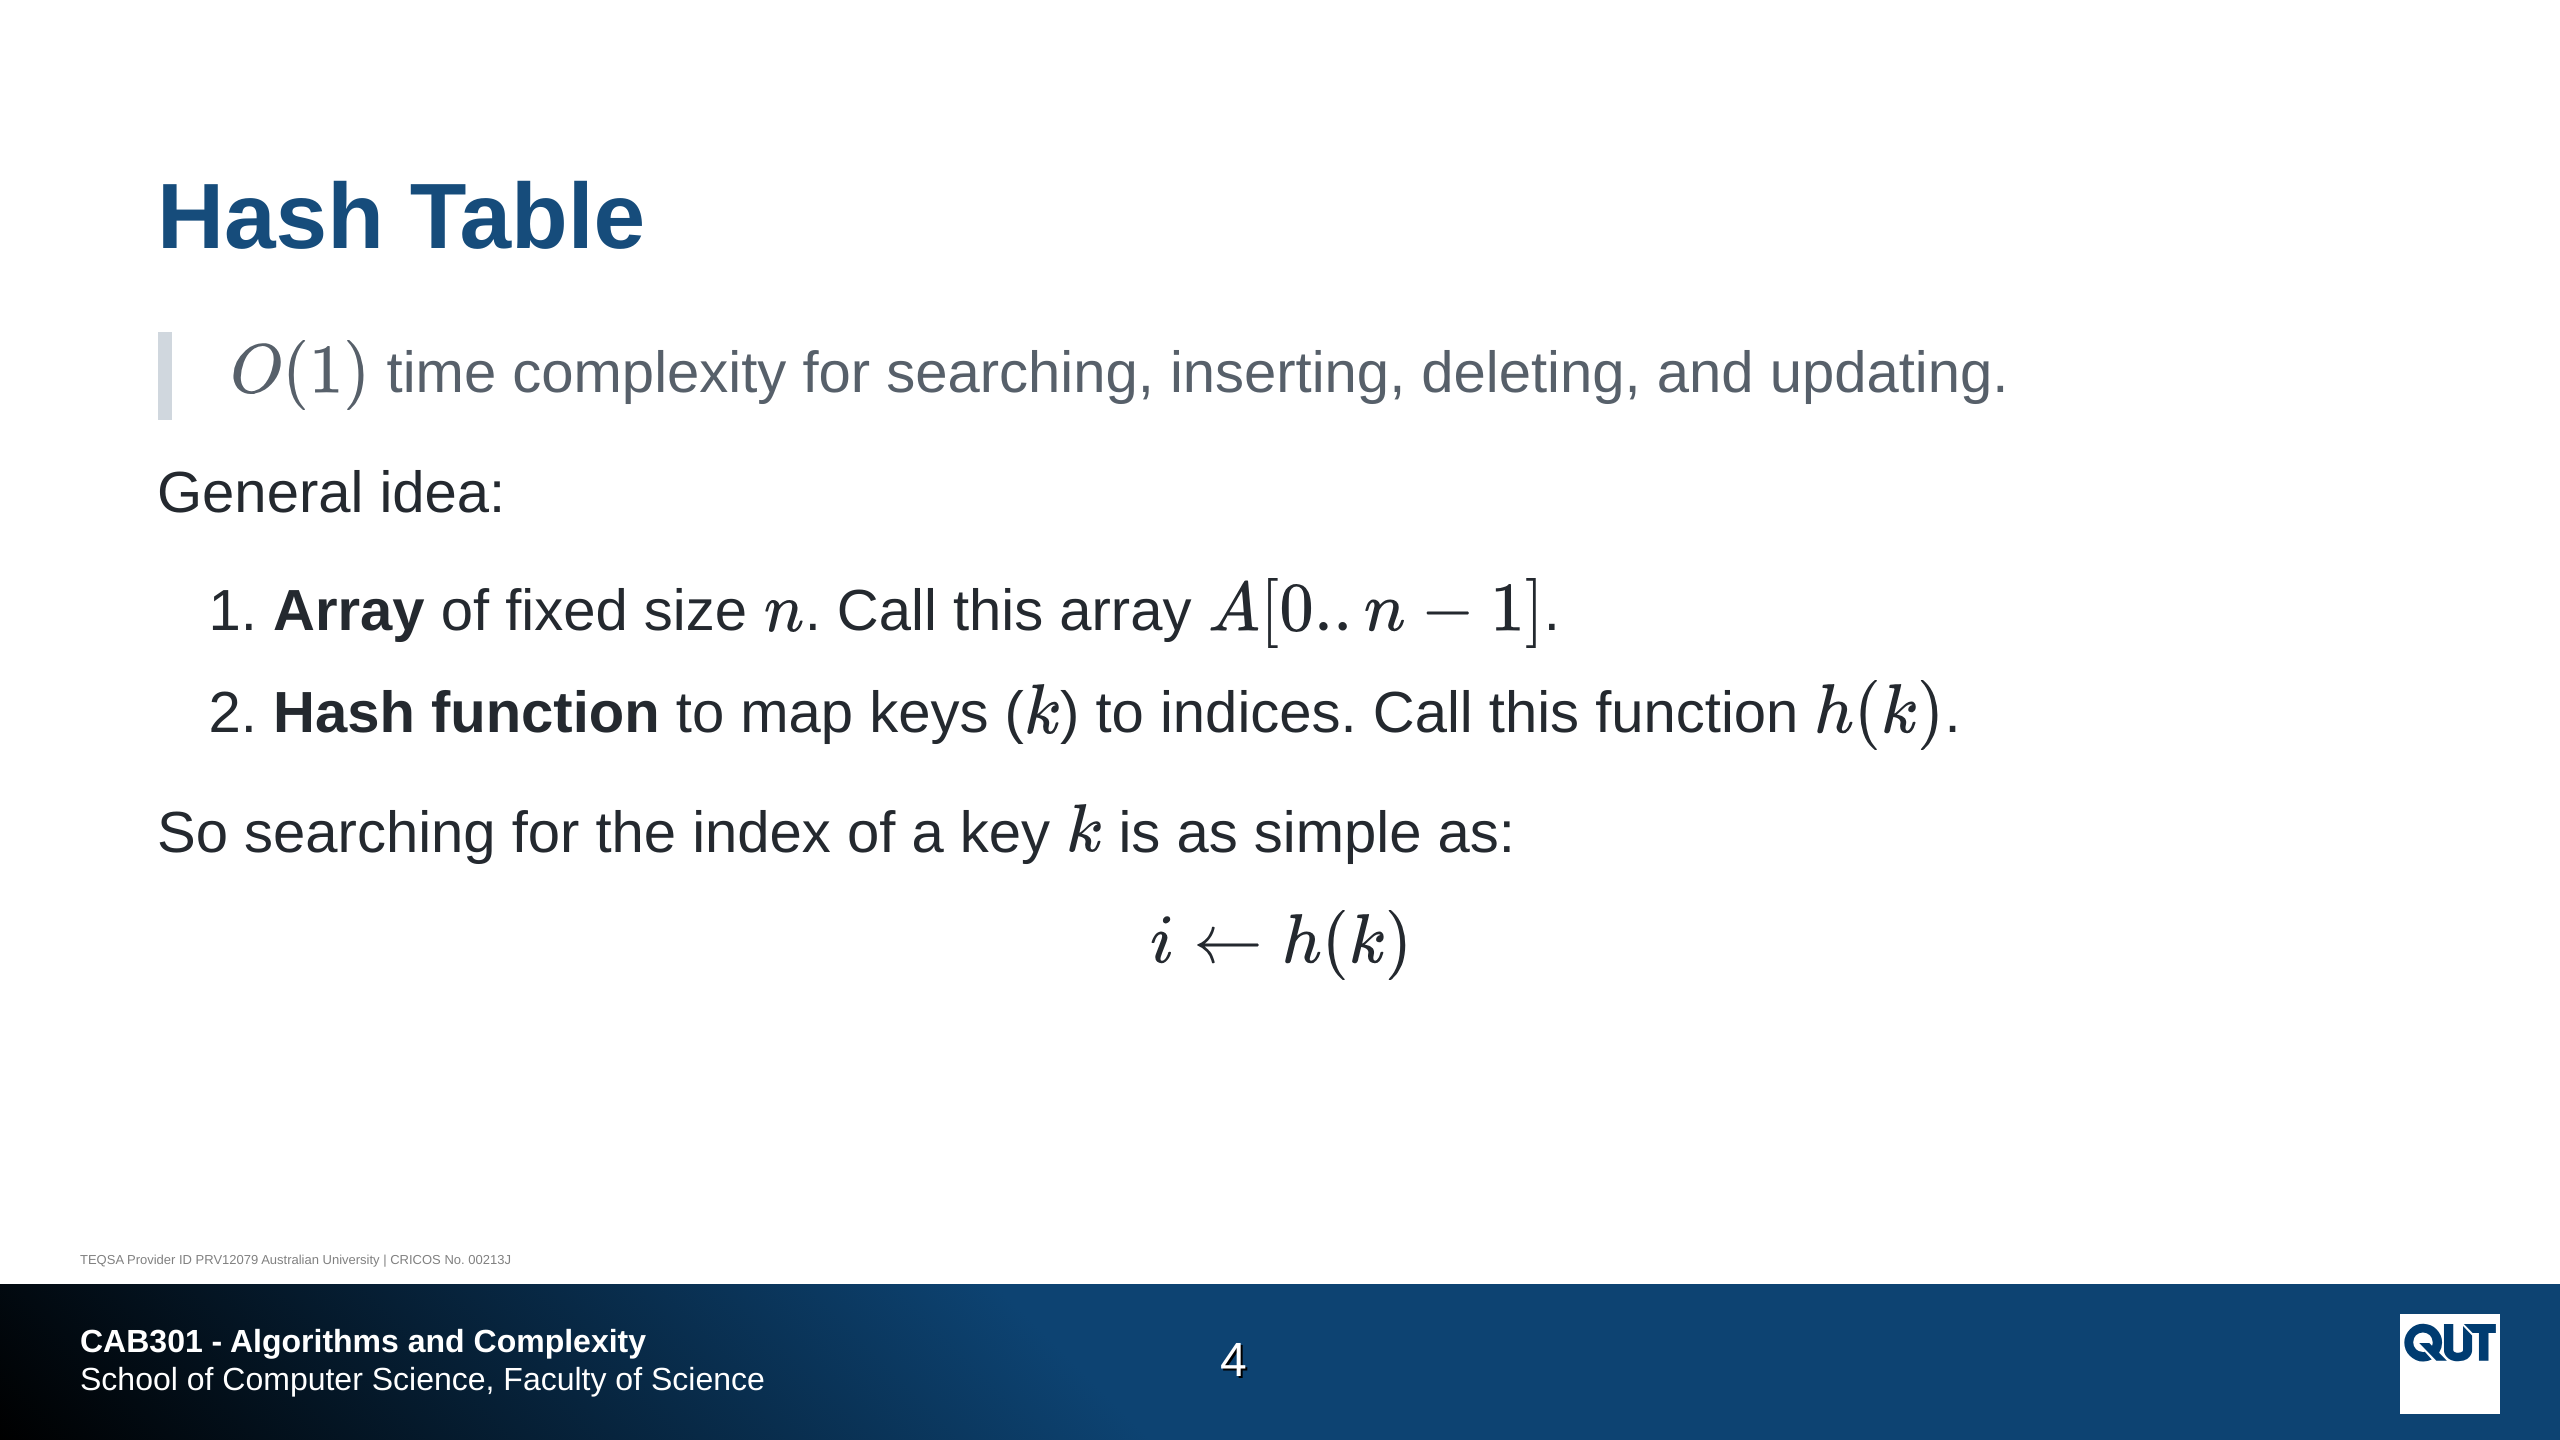 Hash Table
O(1) time complexity for searching, inserting, deleting, and updating.
General idea:
1. Array of fixed size n. Call this array A[0.. n − 1].
2. Hash function to map keys (k) to indices. Call this function h(k).
So searching for the index of a key k is as simple as:
i ← h(k)
TEQSA Provider ID PRV12079 Australian University | CRICOS No. 00213J
CAB301 - Algorithms and Complexity
School of Computer Science, Faculty of Science
4
QUT